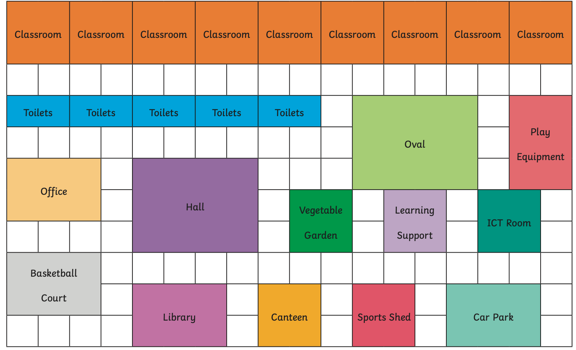 Classroom Classroom Classroom Classroom Classroom Classroom Classroom Classroom Classroom
Toilets Toilets Toilets Toilets Toilets
Oval
Play
Equipment
Office
Hall
Vegetable
Garden
Learning
Support
ICT Room
Basketball
Court
Library
Canteen
Sports Shed
Car Park